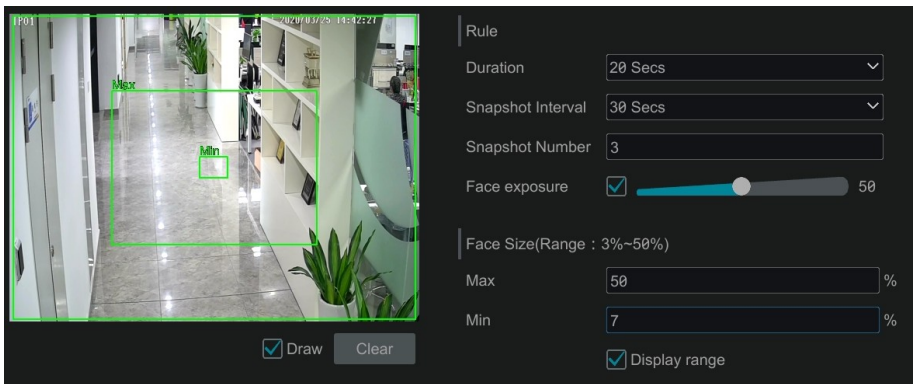 IP01 2020/03/25 14:42:27
Max
Min
Draw
Clear
Rule
Duration 20 Secs
Snapshot Interval 30 Secs
Snapshot Number 3
Face exposure 50
Face Size(Range : 3%~50%)
Max 50 %
Min 7 %
Display range